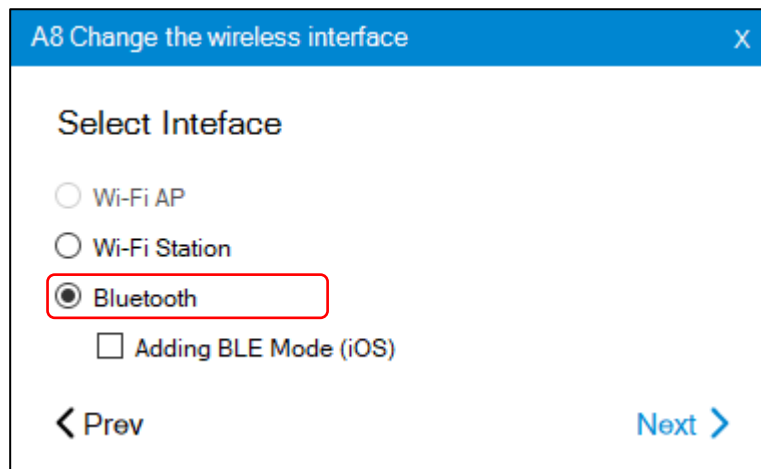 A8 Change the wireless interface X
Select Inteface
Wi-Fi AP
Wi-Fi Station
Bluetooth
Adding BLE Mode (iOS)
Prev Next